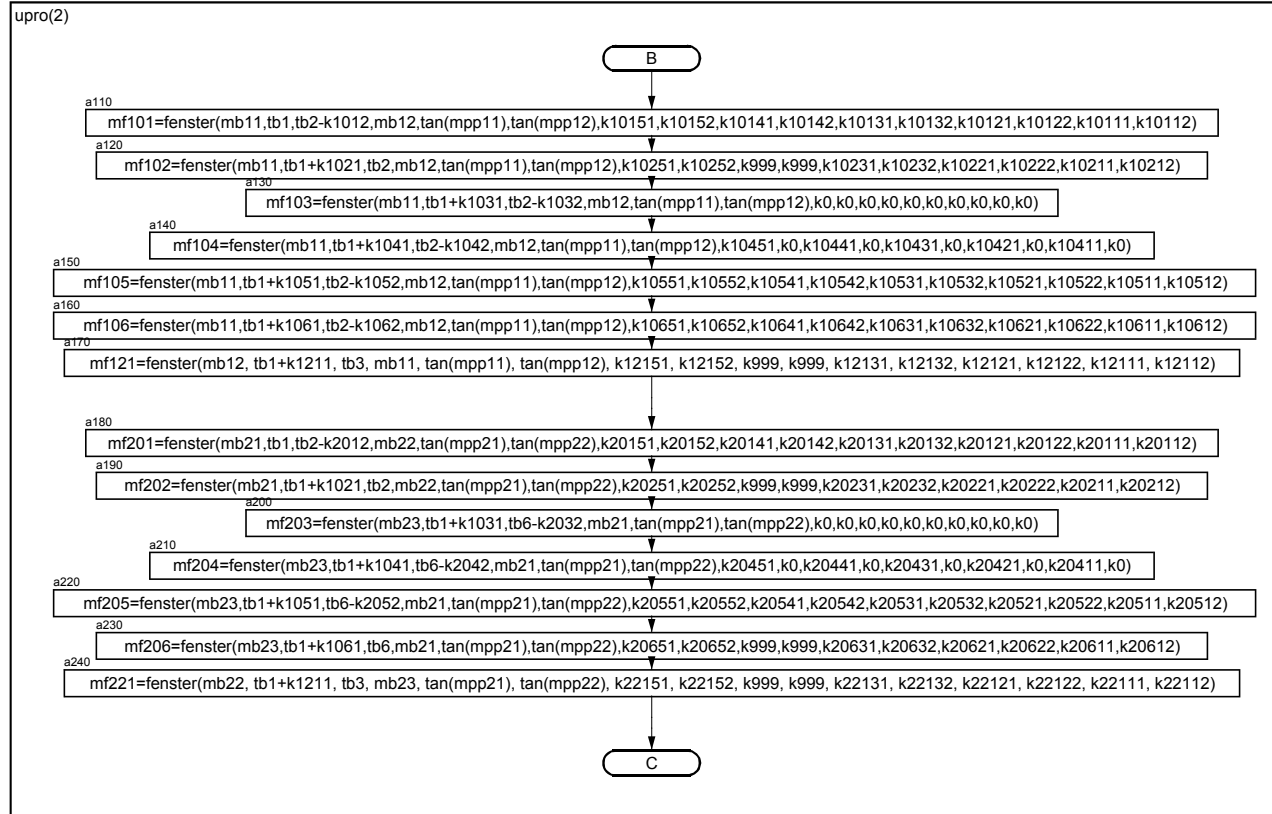 upro(2)
B
a110
mf101=fenster(mb11,tb1,tb2-k1012,mb12,tan(mpp11),tan(mpp12),k10151,k10152,k10141,k10142,k10131,k10132,k10121,k10122,k10111,k10112)
a120
mf102=fenster(mb11,tb1+k1021,tb2,mb12,tan(mpp11),tan(mpp12),k10251,k10252,k999,k999,k10231,k10232,k10221,k10222,k10211,k10212)
a130
mf103=fenster(mb11,tb1+k1031,tb2-k1032,mb12,tan(mpp11),tan(mpp12),k0,k0,k0,k0,k0,k0,k0,k0,k0,k0)
a140
mf104=fenster(mb11,tb1+k1041,tb2-k1042,mb12,tan(mpp11),tan(mpp12),k10451,k0,k10441,k0,k10431,k0,k10421,k0,k10411,k0)
a150
mf105=fenster(mb11,tb1+k1051,tb2-k1052,mb12,tan(mpp11),tan(mpp12),k10551,k10552,k10541,k10542,k10531,k10532,k10521,k10522,k10511,k10512)
a160
mf106=fenster(mb11,tb1+k1061,tb2-k1062,mb12,tan(mpp11),tan(mpp12),k10651,k10652,k10641,k10642,k10631,k10632,k10621,k10622,k10611,k10612)
a170
mf121=fenster(mb12, tb1+k1211, tb3, mb11, tan(mpp11), tan(mpp12), k12151, k12152, k999, k999, k12131, k12132, k12121, k12122, k12111, k12112)
a180
mf201=fenster(mb21,tb1,tb2-k2012,mb22,tan(mpp21),tan(mpp22),k20151,k20152,k20141,k20142,k20131,k20132,k20121,k20122,k20111,k20112)
a190
mf202=fenster(mb21,tb1+k1021,tb2,mb22,tan(mpp21),tan(mpp22),k20251,k20252,k999,k999,k20231,k20232,k20221,k20222,k20211,k20212)
a200
mf203=fenster(mb23,tb1+k1031,tb6-k2032,mb21,tan(mpp21),tan(mpp22),k0,k0,k0,k0,k0,k0,k0,k0,k0,k0)
a210
mf204=fenster(mb23,tb1+k1041,tb6-k2042,mb21,tan(mpp21),tan(mpp22),k20451,k0,k20441,k0,k20431,k0,k20421,k0,k20411,k0)
a220
mf205=fenster(mb23,tb1+k1051,tb6-k2052,mb21,tan(mpp21),tan(mpp22),k20551,k20552,k20541,k20542,k20531,k20532,k20521,k20522,k20511,k20512)
a230
mf206=fenster(mb23,tb1+k1061,tb6,mb21,tan(mpp21),tan(mpp22),k20651,k20652,k999,k999,k20631,k20632,k20621,k20622,k20611,k20612)
a240
mf221=fenster(mb22, tb1+k1211, tb3, mb23, tan(mpp21), tan(mpp22), k22151, k22152, k999, k999, k22131, k22132, k22121, k22122, k22111, k22112)
C